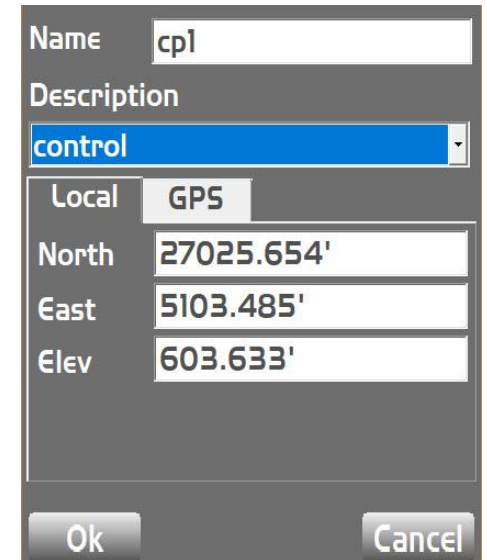 Name cp1
Description
control
Local GPS
North 27025.654'
East 5103.485'
Elev 603.633'
Ok Cancel